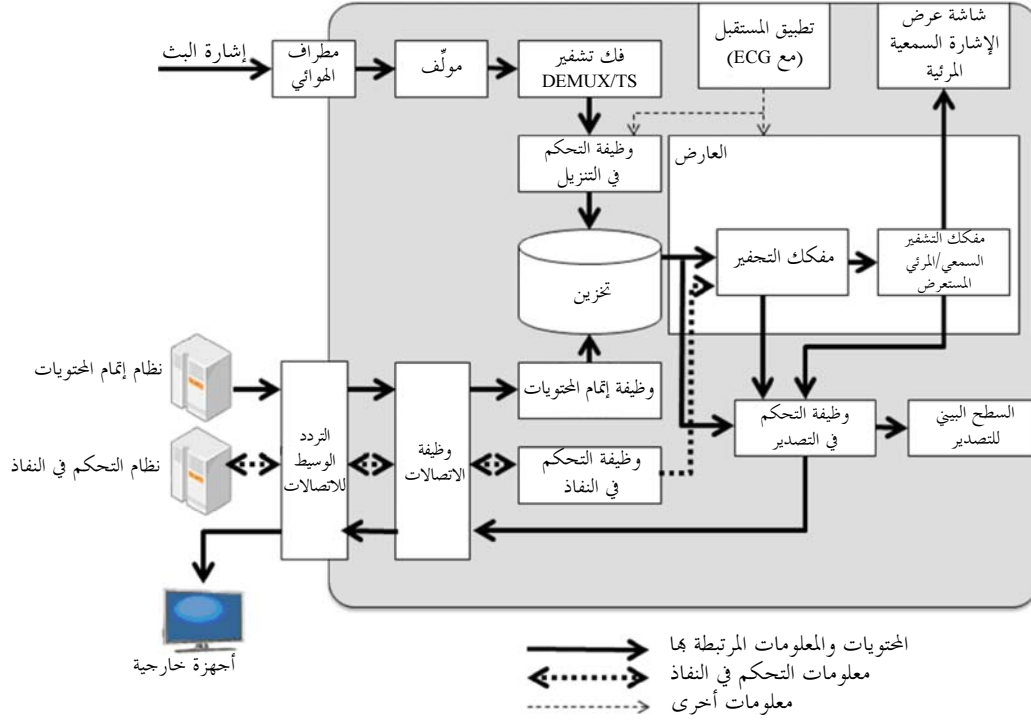 إشارة البث
مطراف
الهوائي
مولّف
فك تشفير
DEMUX/TS
تطبيق المستقبل
(مع ECG)
شاشة عرض
الإشارة السمعية
المرئية
وظيفة التحكم
في التنزيل
العارض
تخزين
مفكك التجفير
مفكك التشفير
السمعي/المرئي
المستعرض
نظام إتمام المحتويات
وظيفة إتمام المحتويات
وظيفة التحكم
في التصدير
السطح البيني
للتصدير
نظام التحكم في النفاذ
التردد
الوسيط
للاتصالات
وظيفة
الاتصالات
وظيفة التحكم
في النفاذ
أجهزة خارجية
المحتويات والمعلومات المرتبطة بها
معلومات التحكم في النفاذ
معلومات أخرى